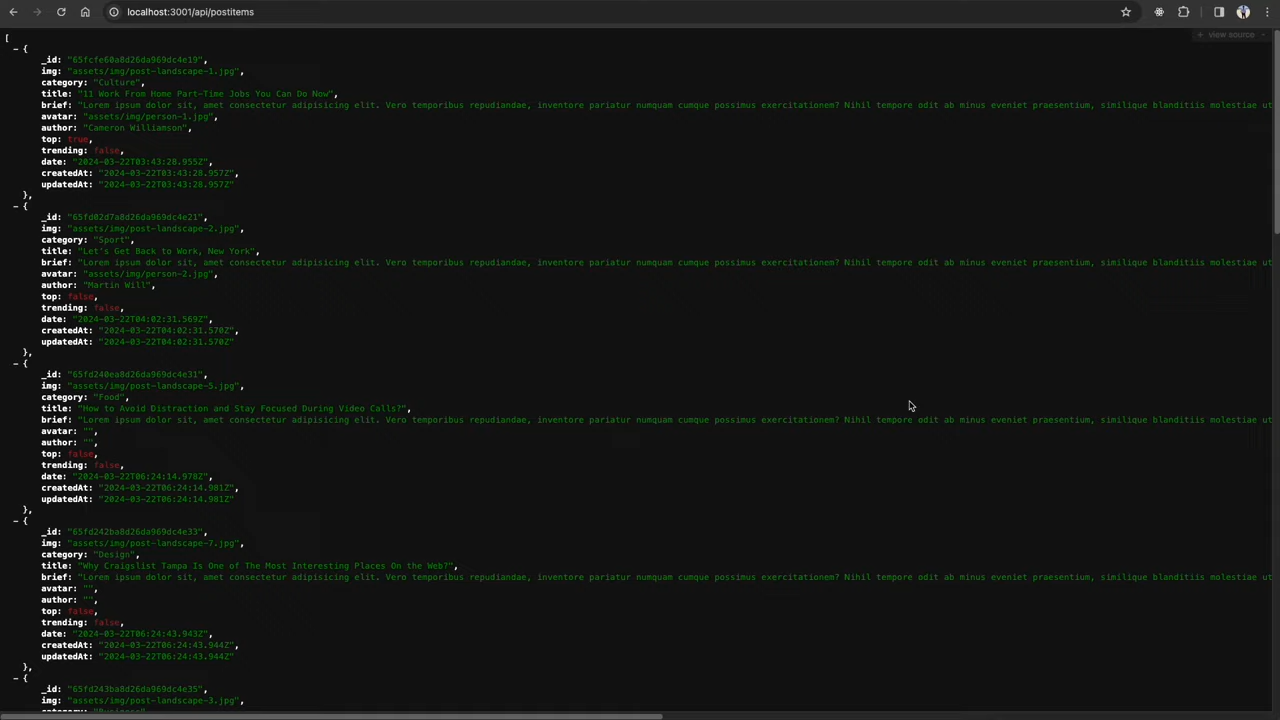 localhost:3001/api/postitems
+ view source
[
– {
_id: "65fcfe60a8d26da969dc4e19",
img: "assets/img/post-landscape-1.jpg",
category: "Culture",
title: "11 Work From Home Part-Time Jobs You Can Do Now",
brief: "Lorem ipsum dolor sit, amet consectetur adipisicing elit. Vero temporibus repudiandae, inventore pariatur numquam cumque possimus exercitationem? Nihil tempore odit ab minus eveniet praesentium, similique blanditiis molestiae ut
avatar: "assets/img/person-1.jpg",
author: "Cameron Williamson",
top: true,
trending: false,
date: "2024-03-22T03:43:28.955Z",
createdAt: "2024-03-22T03:43:28.957Z",
updatedAt: "2024-03-22T03:43:28.957Z"
},
– {
_id: "65fd02d7a8d26da969dc4e21",
img: "assets/img/post-landscape-2.jpg",
category: "Sport",
title: "Let's Get Back to Work, New York",
brief: "Lorem ipsum dolor sit, amet consectetur adipisicing elit. Vero temporibus repudiandae, inventore pariatur numquam cumque possimus exercitationem? Nihil tempore odit ab minus eveniet praesentium, similique blanditiis molestiae ut
avatar: "assets/img/person-2.jpg",
author: "Martin Will",
top: false,
trending: false,
date: "2024-03-22T04:02:31.569Z",
createdAt: "2024-03-22T04:02:31.570Z",
updatedAt: "2024-03-22T04:02:31.570Z"
},
– {
_id: "65fd240ea8d26da969dc4e31",
img: "assets/img/post-landscape-5.jpg",
category: "Food",
title: "How to Avoid Distraction and Stay Focused During Video Calls?",
brief: "Lorem ipsum dolor sit, amet consectetur adipisicing elit. Vero temporibus repudiandae, inventore pariatur numquam cumque possimus exercitationem? Nihil tempore odit ab minus eveniet praesentium, similique blanditiis molestiae ut
avatar: "",
author: "",
top: false,
trending: false,
date: "2024-03-22T06:24:14.978Z",
createdAt: "2024-03-22T06:24:14.981Z",
updatedAt: "2024-03-22T06:24:14.981Z"
},
– {
_id: "65fd242ba8d26da969dc4e33",
img: "assets/img/post-landscape-7.jpg",
category: "Design",
title: "Why Craigslist Tampa Is One of The Most Interesting Places On the Web?",
brief: "Lorem ipsum dolor sit, amet consectetur adipisicing elit. Vero temporibus repudiandae, inventore pariatur numquam cumque possimus exercitationem? Nihil tempore odit ab minus eveniet praesentium, similique blanditiis molestiae ut
avatar: "",
author: "",
top: false,
trending: false,
date: "2024-03-22T06:24:43.943Z",
createdAt: "2024-03-22T06:24:43.944Z",
updatedAt: "2024-03-22T06:24:43.944Z"
},
– {
_id: "65fd243ba8d26da969dc4e35",
img: "assets/img/post-landscape-3.jpg",